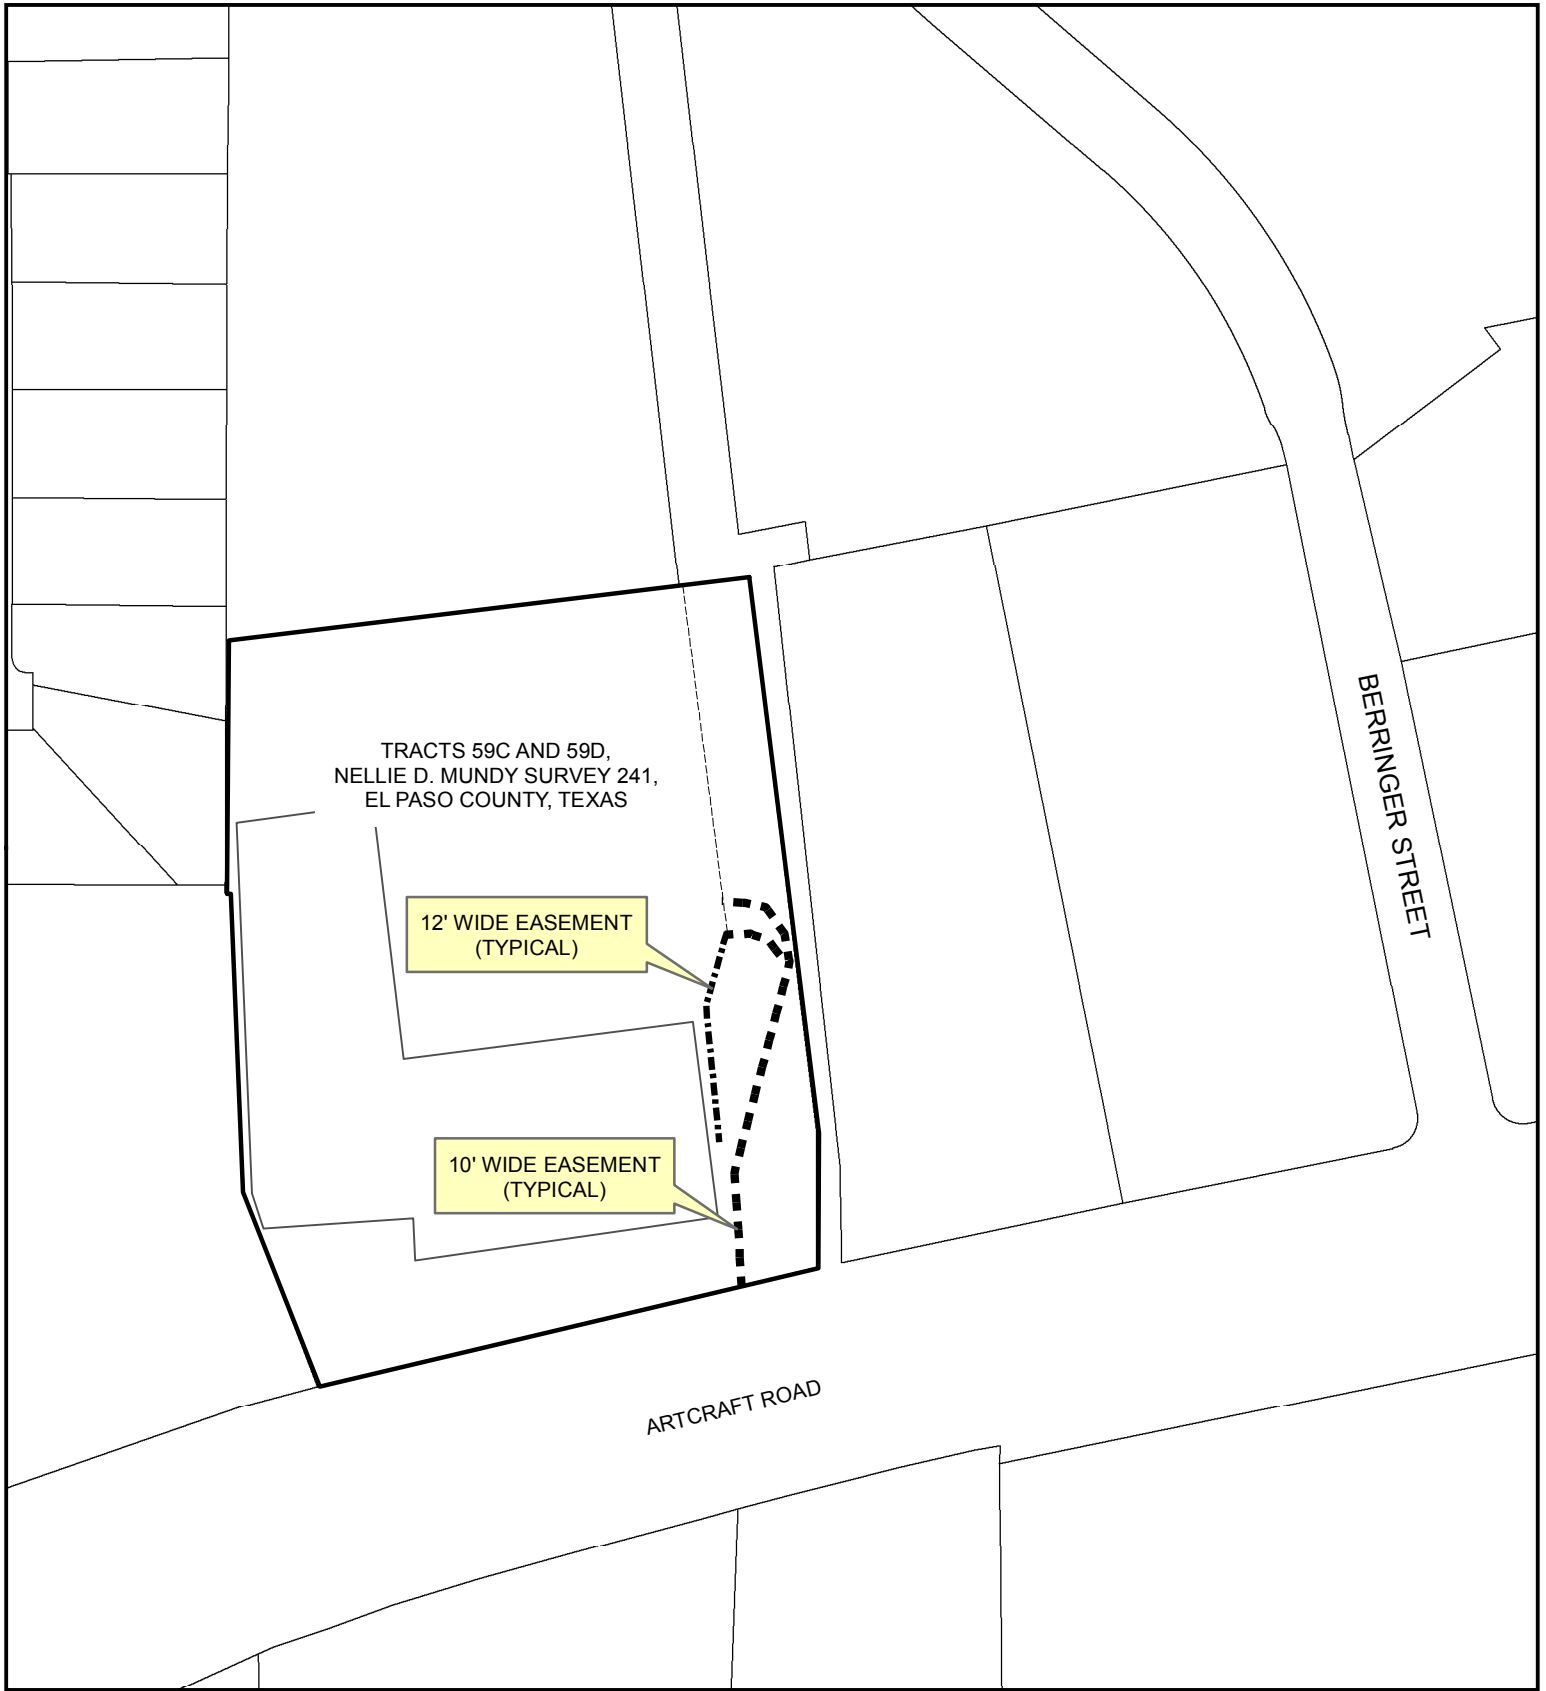 TRACTS 59C AND 59D,
NELLIE D. MUNDY SURVEY 241,
EL PASO COUNTY, TEXAS
BERRINGER STREET
12' WIDE EASEMENT
(TYPICAL)
10' WIDE EASEMENT
(TYPICAL)
ARTCRAFT ROAD